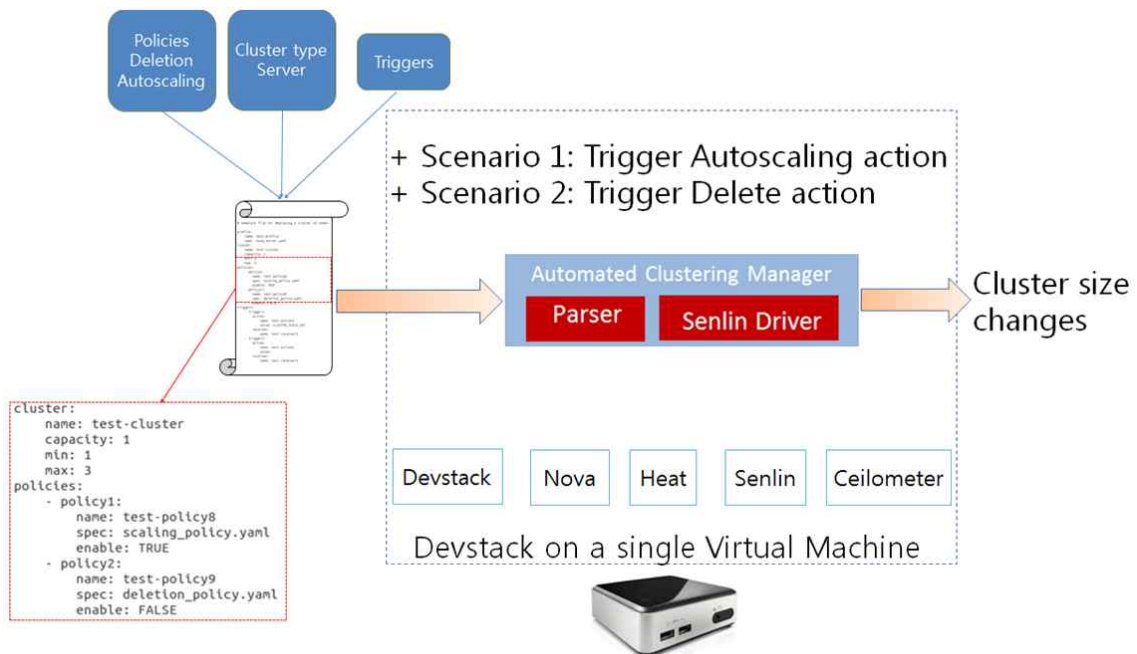 Policies
Deletion
Autoscaling
Cluster type
Server
Triggers
+ Scenario 1: Trigger Autoscaling action
+ Scenario 2: Trigger Delete action
Automated Clustering Manager
Parser
Senlin Driver
Cluster size
changes
cluster:
    name: test-cluster
    capacity: 1
    min: 1
    max: 3
policies:
    - policy1:
        name: test-policy8
        spec: scaling_policy.yaml
        enable: TRUE
    - policy2:
        name: test-policy9
        spec: deletion_policy.yaml
        enable: FALSE
Devstack
Nova
Heat
Senlin
Ceilometer
Devstack on a single Virtual Machine